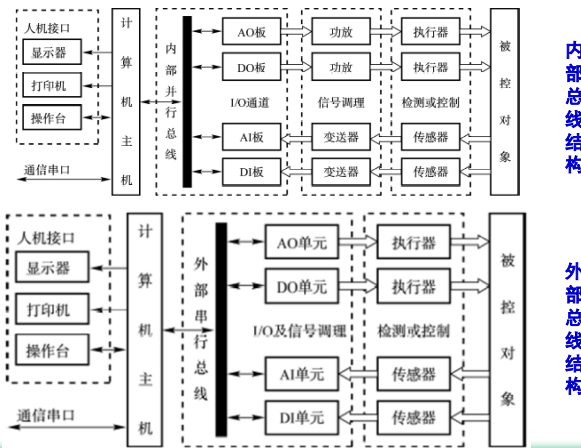 人机接口
显示器
打印机
操作台
通信串口
计算机主机
内部并行总线
AO板
功放
执行器
DO板
功放
执行器
I/O通道
信号调理
检测或控制
AI板
变送器
传感器
DI板
变送器
传感器
被控对象
内部总线结构
人机接口
显示器
打印机
操作台
通信串口
计算机主机
外部串行总线
AO单元
执行器
DO单元
执行器
I/O及信号调理
检测或控制
AI单元
传感器
DI单元
传感器
被控对象
外部总线结构